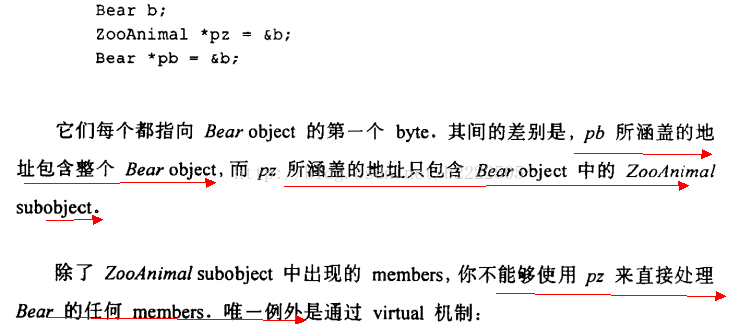 Bear b;
ZooAnimal *pz = &b;
Bear *pb = &b;
它们每个都指向 Bear object 的第一个 byte. 其间的差别是, pb 所涵盖的地
址包含整个 Bear object, 而 pz 所涵盖的地址只包含 Bear object 中的 ZooAnimal
subobject.
除了 ZooAnimal subobject 中出现的 members, 你不能够使用 pz 来直接处理
Bear 的任何 members. 唯一例外是通过 virtual 机制: